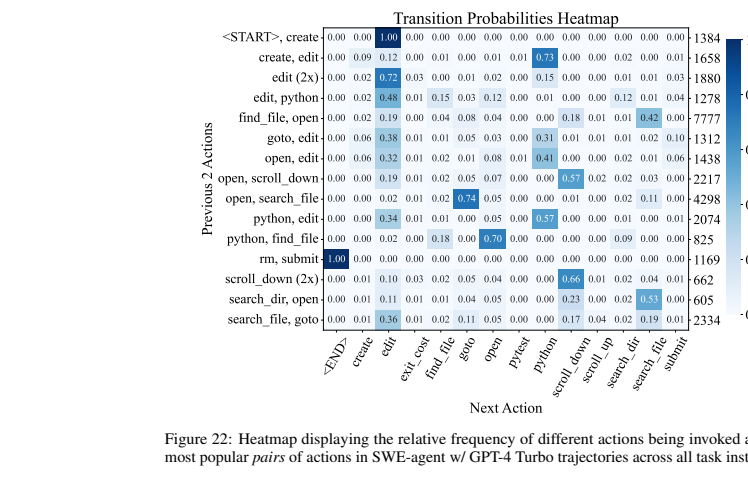 Transition Probabilities Heatmap
<START>, create 0.00 0.00 1.00 0.00 0.00 0.00 0.00 0.00 0.00 0.00 0.00 0.00 0.00 0.00 1384
create, edit 0.00 0.09 0.12 0.00 0.01 0.00 0.01 0.01 0.73 0.00 0.00 0.02 0.00 0.01 1658
edit (2x) 0.00 0.02 0.72 0.03 0.00 0.01 0.02 0.00 0.15 0.00 0.00 0.01 0.01 0.03 1880
edit, python 0.00 0.02 0.48 0.01 0.15 0.03 0.12 0.00 0.01 0.00 0.00 0.12 0.01 0.04 1278
find_file, open 0.00 0.02 0.19 0.00 0.04 0.08 0.04 0.00 0.00 0.18 0.01 0.01 0.42 0.00 7777
goto, edit 0.00 0.06 0.38 0.01 0.01 0.05 0.03 0.00 0.31 0.01 0.01 0.01 0.02 0.10 1312
open, edit 0.00 0.06 0.32 0.01 0.02 0.01 0.08 0.01 0.41 0.00 0.00 0.02 0.01 0.06 1438
open, scroll_down 0.00 0.01 0.19 0.01 0.02 0.05 0.07 0.00 0.00 0.57 0.02 0.02 0.03 0.00 2217
open, search_file 0.00 0.00 0.02 0.01 0.02 0.74 0.05 0.00 0.00 0.01 0.00 0.02 0.11 0.00 4298
python, edit 0.00 0.00 0.34 0.01 0.01 0.00 0.05 0.00 0.57 0.00 0.00 0.01 0.00 0.01 2074
python, find_file 0.00 0.00 0.02 0.00 0.18 0.00 0.70 0.00 0.00 0.00 0.00 0.09 0.00 0.00 825
rm, submit 1.00 0.00 0.00 0.00 0.00 0.00 0.00 0.00 0.00 0.00 0.00 0.00 0.00 0.00 1169
scroll_down (2x) 0.00 0.01 0.10 0.03 0.02 0.05 0.04 0.00 0.00 0.66 0.01 0.02 0.04 0.01 662
search_dir, open 0.00 0.01 0.11 0.01 0.01 0.04 0.05 0.00 0.00 0.23 0.00 0.02 0.53 0.00 605
search_file, goto 0.00 0.01 0.36 0.01 0.02 0.11 0.05 0.00 0.00 0.17 0.04 0.02 0.19 0.01 2334
Previous 2 Actions
<END> create edit exit_cost find_file goto open pytest python scroll_down scroll_up search_dir search_file submit
Next Action
Figure 22: Heatmap displaying the relative frequency of different actions being invoked a
most popular pairs of actions in SWE-agent w/ GPT-4 Turbo trajectories across all task inst